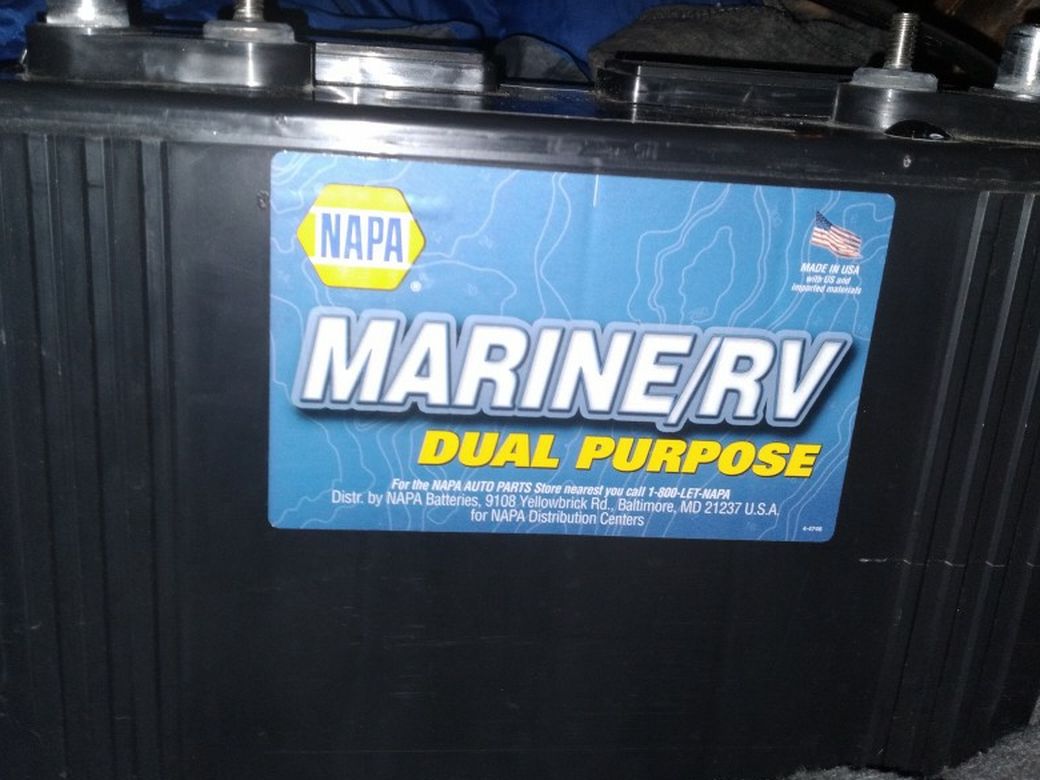 NAPA
®
MADE IN USA
with US and
imported materials
MARINE/RV
DUAL PURPOSE
For the NAPA AUTO PARTS Store nearest you call 1-800-LET-NAPA
Distr. by NAPA Batteries, 9108 Yellowbrick Rd., Baltimore, MD 21237 U.S.A.
for NAPA Distribution Centers